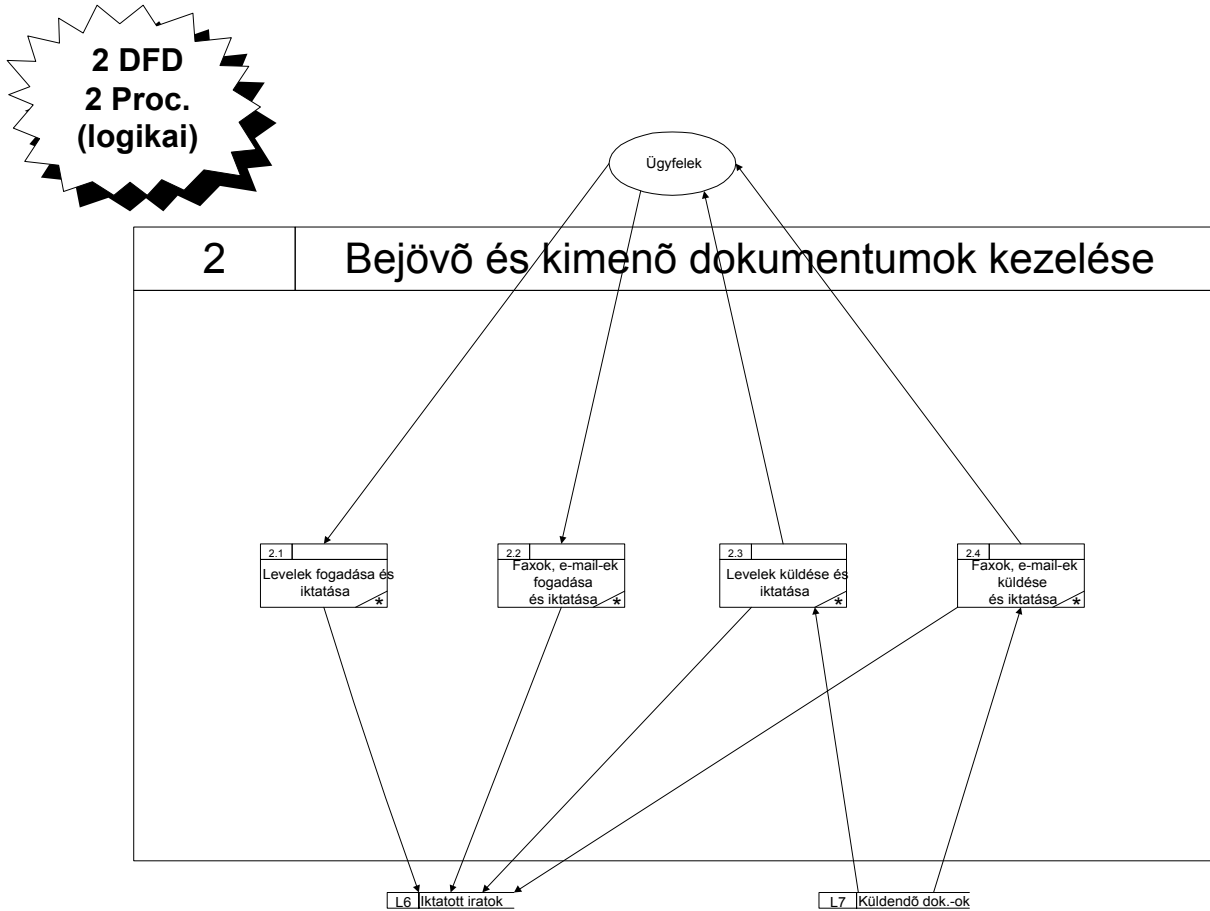 2 DFD
2 Proc.
(logikai)
Ügyfelek
2 Bejövõ és kimenõ dokumentumok kezelése
2.1
Levelek fogadása és
iktatása
*
2.2
Faxok, e-mail-ek
fogadása
és iktatása
*
2.3
Levelek küldése és
iktatása
*
2.4
Faxok, e-mail-ek
küldése
és iktatása
*
L6 Iktatott iratok
L7 Küldendõ dok.-ok